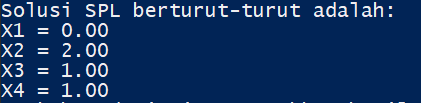 Solusi SPL berturut-turut adalah:
X1 = 0.00
X2 = 2.00
X3 = 1.00
X4 = 1.00